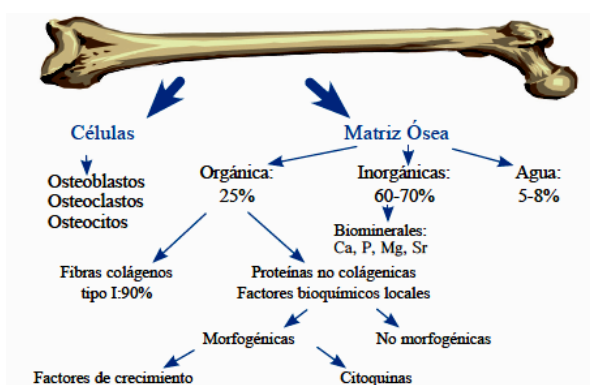 Células
Matriz Ósea
Osteoblastos
Osteoclastos
Osteocitos
Orgánica:
25%
Inorgánicas:
60-70%
Agua:
5-8%
Biominerales:
Ca, P, Mg, Sr
Fibras colágenos
tipo I:90%
Proteínas no colágenicas
Factores bioquímicos locales
Morfogénicas
No morfogénicas
Factores de crecimiento
Citoquinas